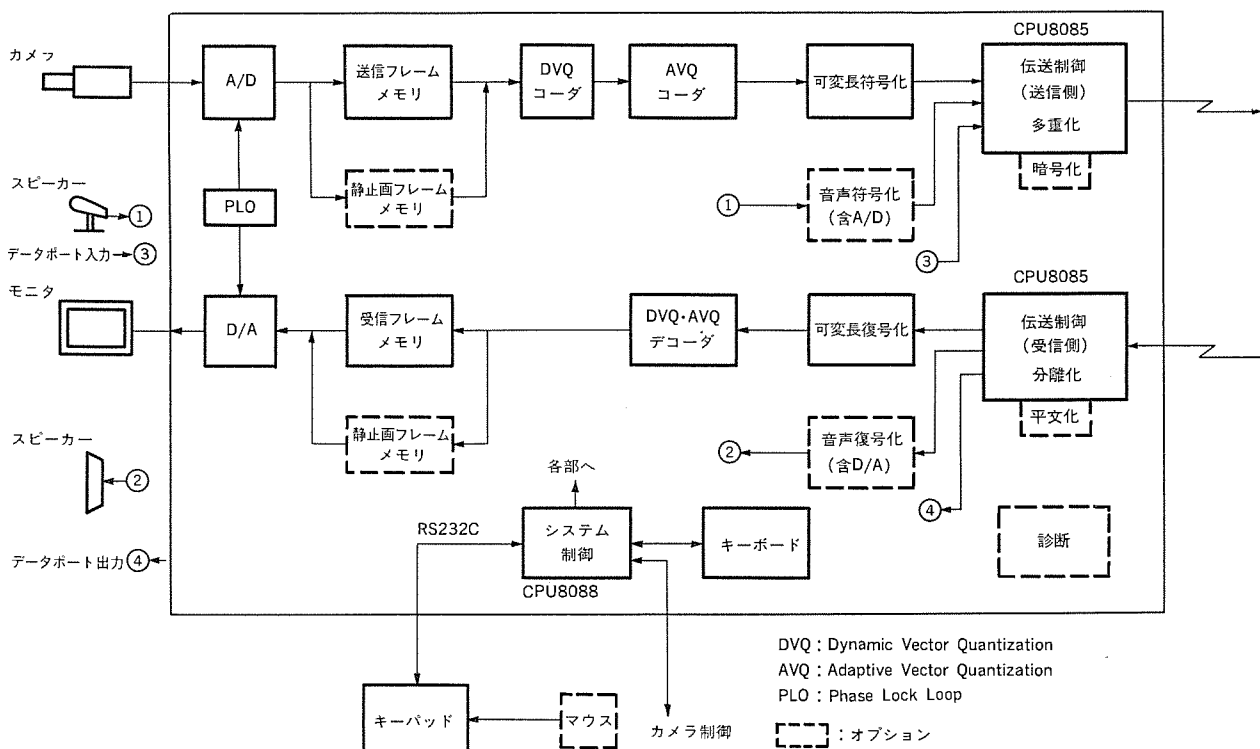 CPU8085
カメラ
A/D
送信フレーム
メモリ
DVQ
コーダ
AVQ
コーダ
可変長符号化
伝送制御
(送信側)
多重化
暗号化
スピーカー
①
PLO
静止画フレーム
メモリ
①
音声符号化
(含A/D)
データポート入力
③
③
モニタ
D/A
受信フレーム
メモリ
DVQ・AVQ
デコーダ
可変長復号化
CPU8085
伝送制御
(受信側)
分離化
平文化
スピーカー
②
静止画フレーム
メモリ
②
音声復号化
(含D/A)
④
各部へ
RS232C
システム
制御
CPU8088
キーボード
診断
データポート出力
④
DVQ : Dynamic Vector Quantization
AVQ : Adaptive Vector Quantization
PLO : Phase Lock Loop
キーパッド
マウス
カメラ制御
: オプション